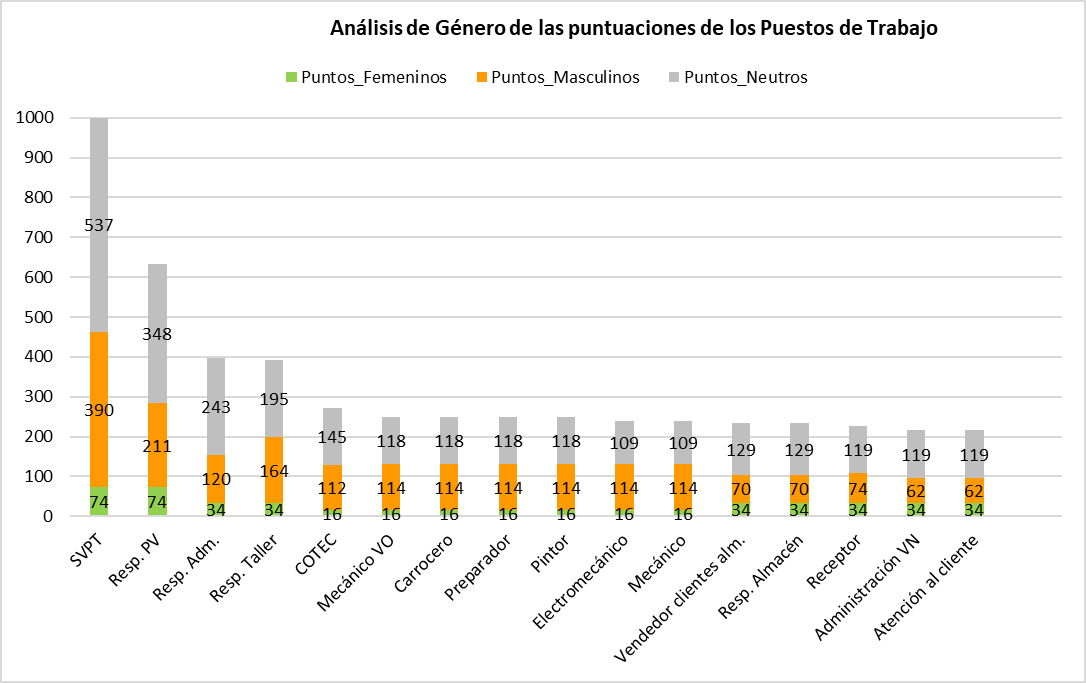 Análisis de Género de las puntuaciones de los Puestos de Trabajo
Puntos_Femeninos Puntos_Masculinos Puntos_Neutros
1000
900
800
700
600
500
400
300
200
100
0
537 348 243 195 145 118 118 118 118 109 109 129 129 119 119 119
390 211 120 164 112 114 114 114 114 114 114 70 70 74 62 62
74 74 34 34 16 16 16 16 16 16 16 34 34 34 34 34
SVPT
Resp. PV
Resp. Adm.
Resp. Taller
COTEC
Mecánico VO
Carrocero
Preparador
Pintor
Electromecánico
Mecánico
Vendedor clientes alm.
Resp. Almacén
Receptor
Administración VN
Atención al cliente